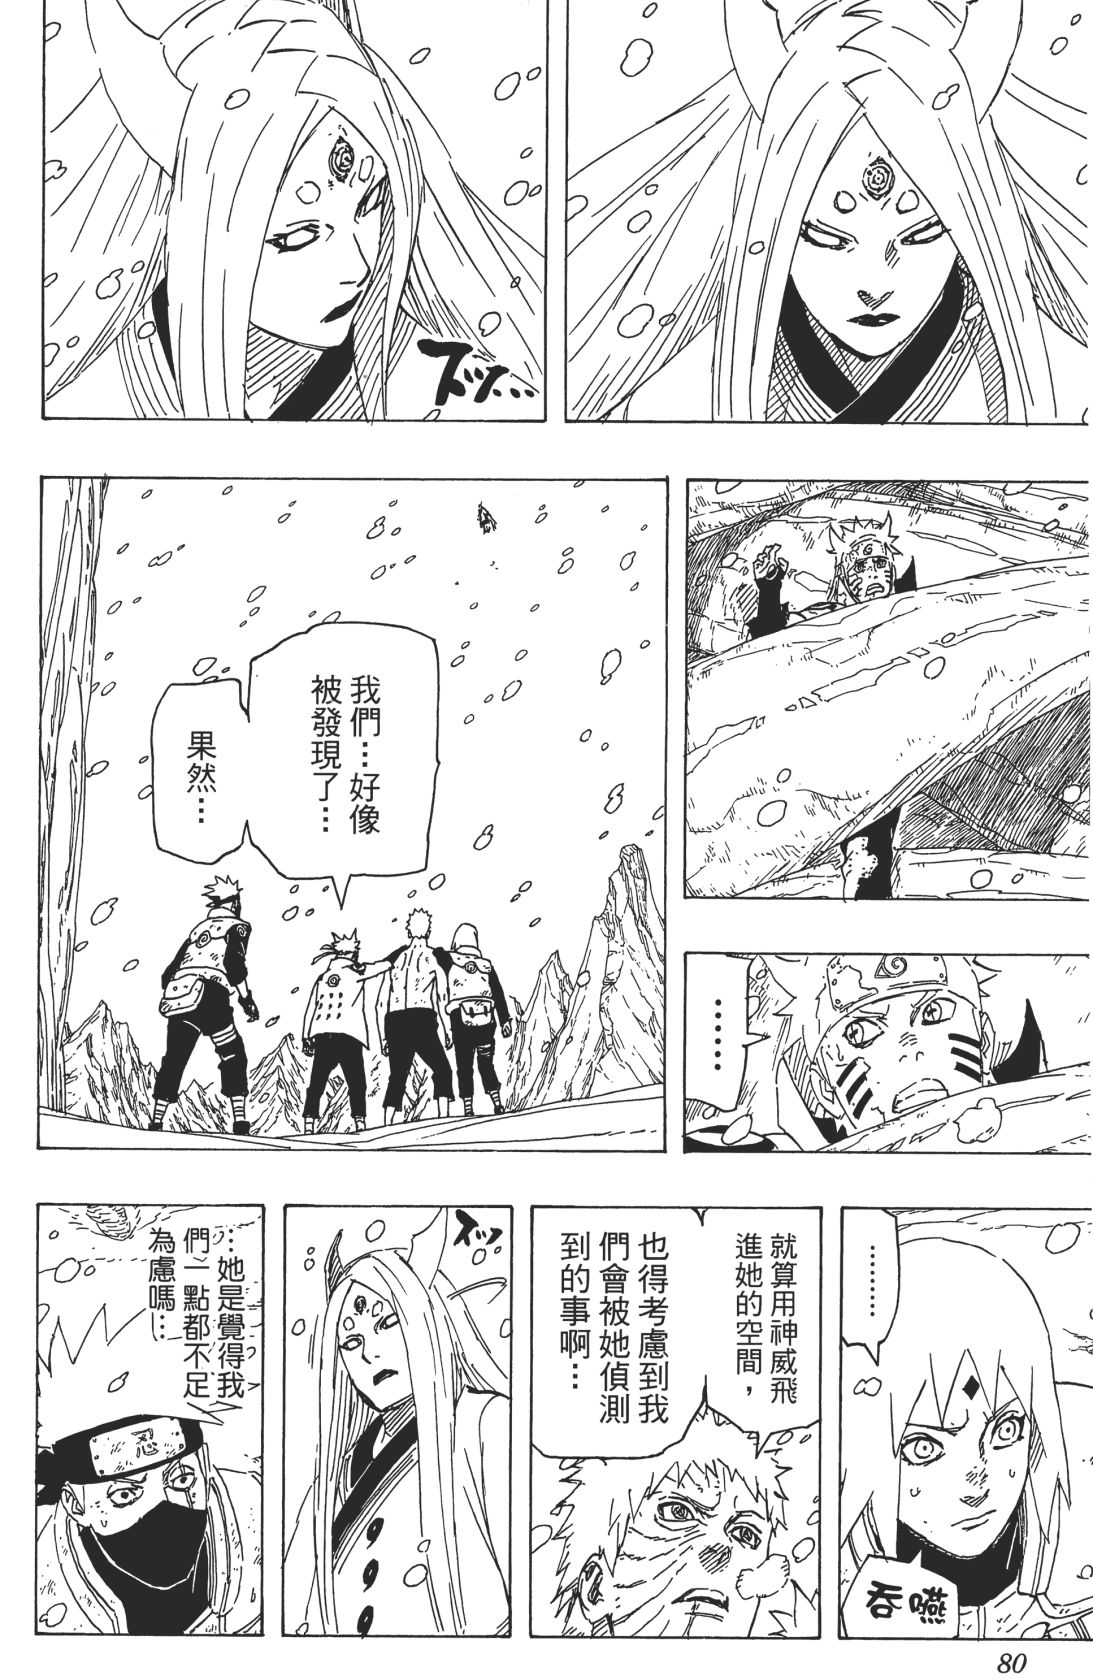 ズッ…
我們…好像
被發現了…
果然…
………
………
嚥
吞
就算用神威飛
進她的空間，
也得考慮到我
們會被她偵測
到的事啊…
ズッ
…她是覺得我
們一點都不足
為慮嗎…
忍
80